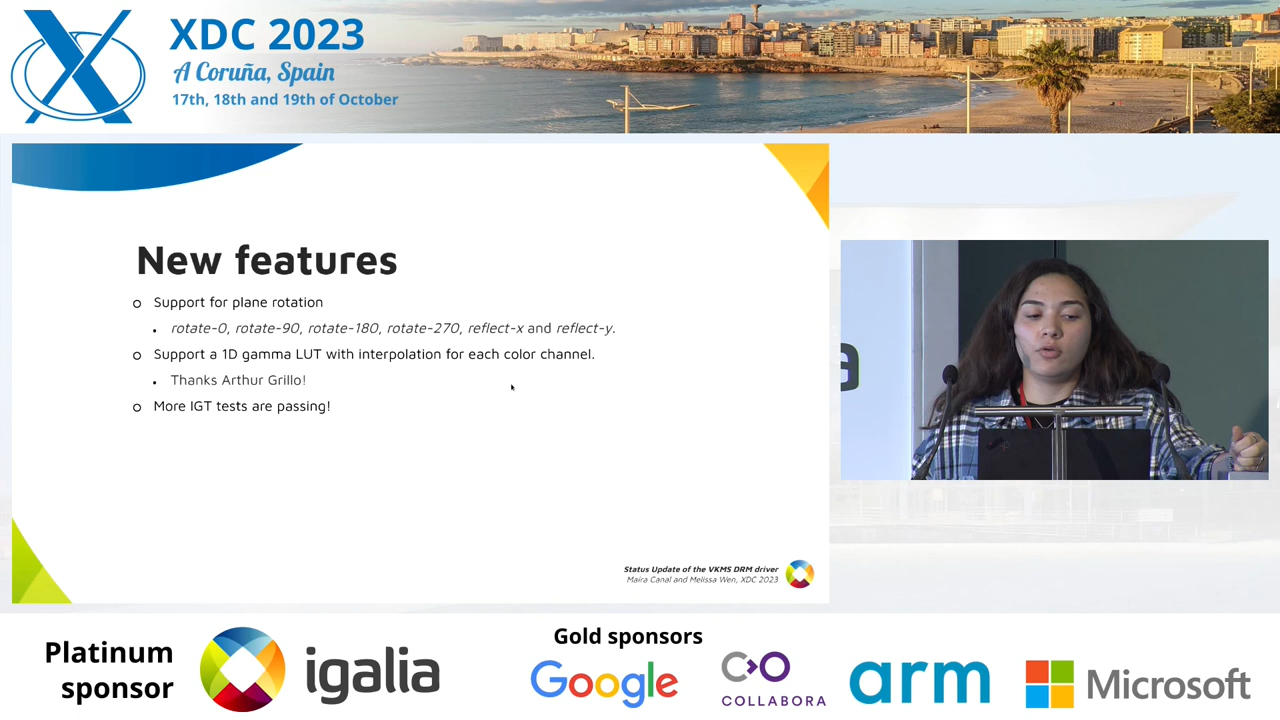 XDC 2023
A Coruña, Spain
17th, 18th and 19th of October
New features
Support for plane rotation
rotate-0, rotate-90, rotate-180, rotate-270, reflect-x and reflect-y.
Support a 1D gamma LUT with interpolation for each color channel.
Thanks Arthur Grillo!
More IGT tests are passing!
Status Update of the VKMS DRM driver
Maíra Canal and Melissa Wen, XDC 2023
a
Platinum
sponsor
igalia
Gold sponsors
Google
COLLABORA
arm
Microsoft